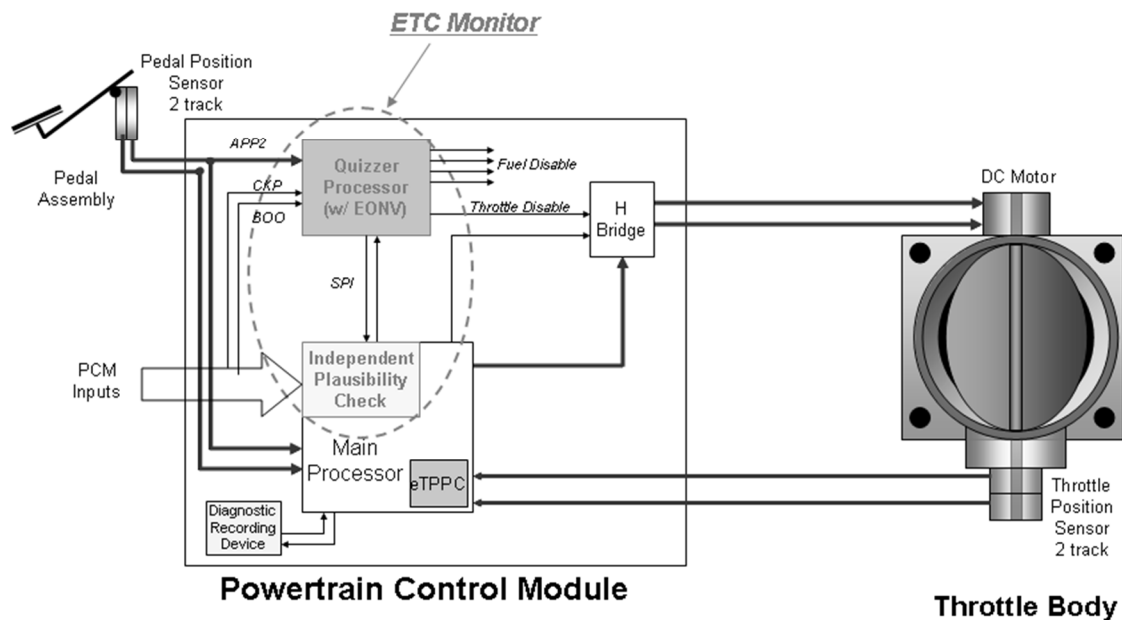 ETC Monitor
Pedal Position
Sensor
2 track
Pedal
Assembly
APP2
CKP
BOO
Quizzer
Processor
(w/ EONV)
Fuel Disable
Throttle Disable
H
Bridge
DC Motor
SPI
PCM
Inputs
Independent
Plausibility
Check
Main
Processor
eTPPC
Diagnostic
Recording
Device
Throttle
Position
Sensor
2 track
Powertrain Control Module
Throttle Body